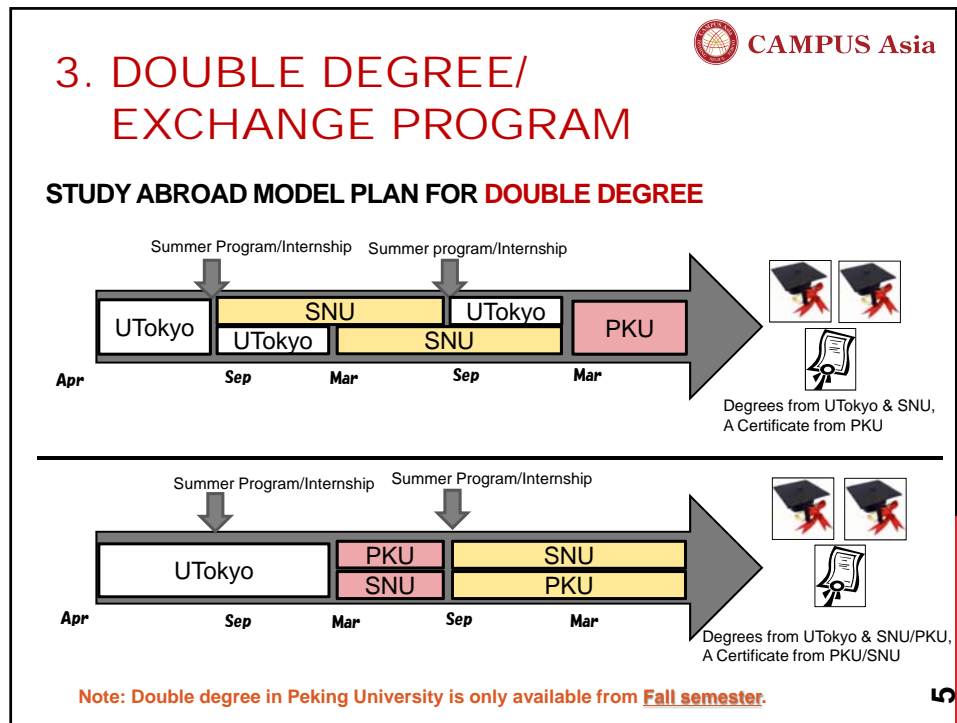 CAMPUS Asia
3. DOUBLE DEGREE/
EXCHANGE PROGRAM
STUDY ABROAD MODEL PLAN FOR DOUBLE DEGREE
Summer Program/Internship
Summer program/Internship
UTokyo
SNU
UTokyo
UTokyo
SNU
PKU
Apr
Sep
Mar
Sep
Mar
Degrees from UTokyo & SNU,
A Certificate from PKU
Summer Program/Internship
Summer Program/Internship
UTokyo
PKU
SNU
SNU
PKU
Apr
Sep
Mar
Sep
Mar
Degrees from UTokyo & SNU/PKU,
A Certificate from PKU/SNU
Note: Double degree in Peking University is only available from Fall semester.
5